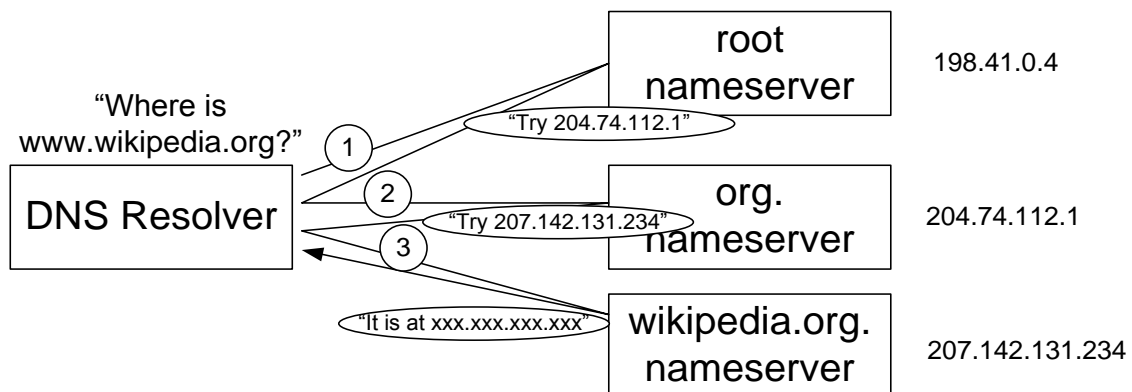 “Where is
www.wikipedia.org?”
DNS Resolver
1
2
3
root
nameserver
198.41.0.4
“Try 204.74.112.1”
org.
nameserver
204.74.112.1
“Try 207.142.131.234”
wikipedia.org.
nameserver
207.142.131.234
“It is at xxx.xxx.xxx.xxx”